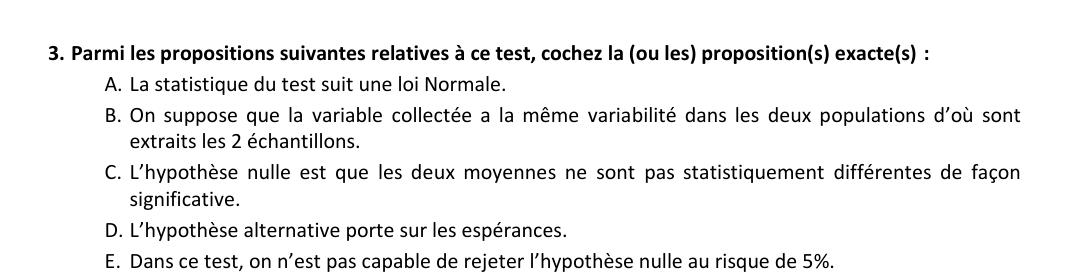 3. Parmi les propositions suivantes relatives à ce test, cochez la (ou les) proposition(s) exacte(s) :
A. La statistique du test suit une loi Normale.
B. On suppose que la variable collectée a la même variabilité dans les deux populations d’où sont
extraits les 2 échantillons.
C. L’hypothèse nulle est que les deux moyennes ne sont pas statistiquement différentes de façon
significative.
D. L’hypothèse alternative porte sur les espérances.
E. Dans ce test, on n’est pas capable de rejeter l’hypothèse nulle au risque de 5%.